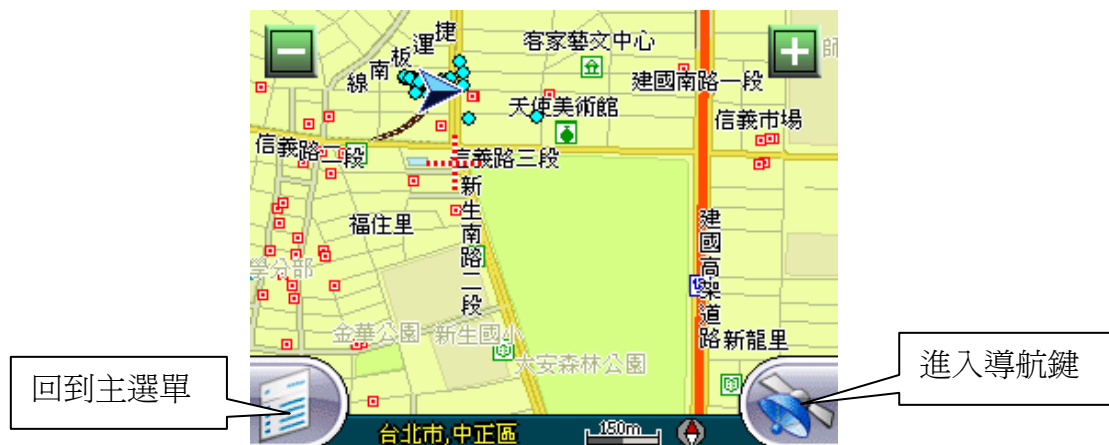 捷運板南線
客家藝文中心
師
建國南路一段
天使美術館
信義市場
信義路二段
信義路三段
新生南路二段
福住里
建國高架道路
學分部
金華公園
新生國小
大安森林公園
新龍里
回到主選單
進入導航鍵
台北市,中正區
150m